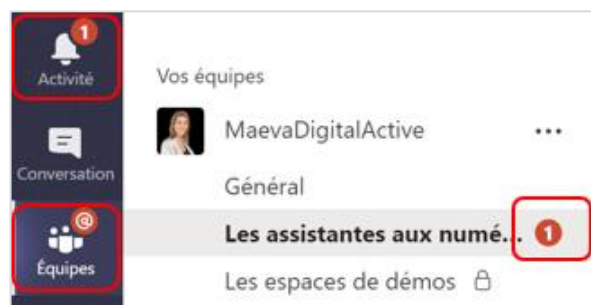 1
Activité
Vos équipes
MaevaDigitalActive ...
Conversation
Général
@
Les assistantes aux numé... 1
Équipes
Les espaces de démos